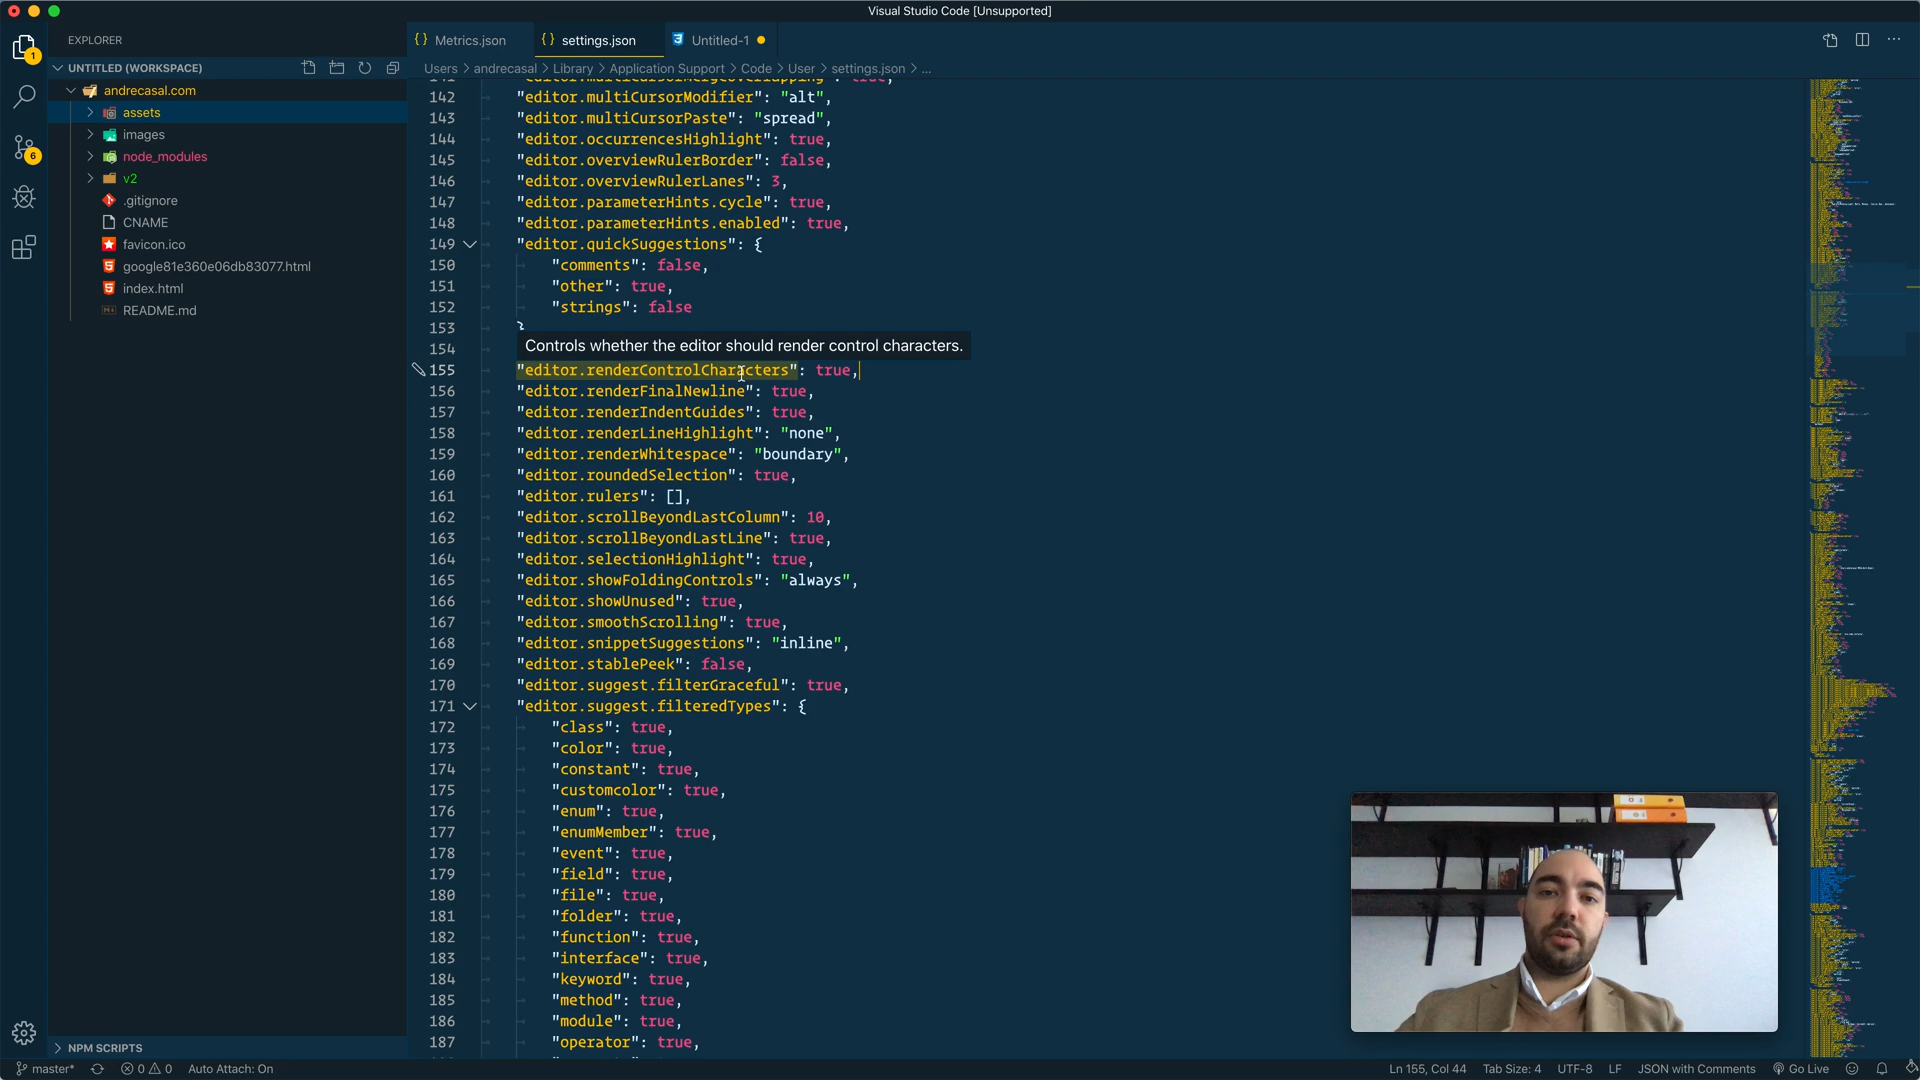 Visual Studio Code [Unsupported]
EXPLORER
UNTITLED (WORKSPACE)
andrecasal.com
assets
images
node_modules
v2
.gitignore
CNAME
favicon.ico
google81e360e06db83077.html
index.html
README.md
NPM SCRIPTS
1
6
{} Metrics.json
{} settings.json
Untitled-1
Users > andrecasal > Library > Application Support > Code > User > settings.json > ...
142 "editor.multiCursorModifier": "alt",
143 "editor.multiCursorPaste": "spread",
144 "editor.occurrencesHighlight": true,
145 "editor.overviewRulerBorder": false,
146 "editor.overviewRulerLanes": 3,
147 "editor.parameterHints.cycle": true,
148 "editor.parameterHints.enabled": true,
149 "editor.quickSuggestions": {
150 "comments": false,
151 "other": true,
152 "strings": false
153
154
Controls whether the editor should render control characters.
155 "editor.renderControlCharacters": true,
156 "editor.renderFinalNewline": true,
157 "editor.renderIndentGuides": true,
158 "editor.renderLineHighlight": "none",
159 "editor.renderWhitespace": "boundary",
160 "editor.roundedSelection": true,
161 "editor.rulers": [],
162 "editor.scrollBeyondLastColumn": 10,
163 "editor.scrollBeyondLastLine": true,
164 "editor.selectionHighlight": true,
165 "editor.showFoldingControls": "always",
166 "editor.showUnused": true,
167 "editor.smoothScrolling": true,
168 "editor.snippetSuggestions": "inline",
169 "editor.stablePeek": false,
170 "editor.suggest.filterGraceful": true,
171 "editor.suggest.filteredTypes": {
172 "class": true,
173 "color": true,
174 "constant": true,
175 "customcolor": true,
176 "enum": true,
177 "enumMember": true,
178 "event": true,
179 "field": true,
180 "file": true,
181 "folder": true,
182 "function": true,
183 "interface": true,
184 "keyword": true,
185 "method": true,
186 "module": true,
187 "operator": true,
master* 0 0 Auto Attach: On
Ln 155, Col 44 Tab Size: 4 UTF-8 LF JSON with Comments Go Live